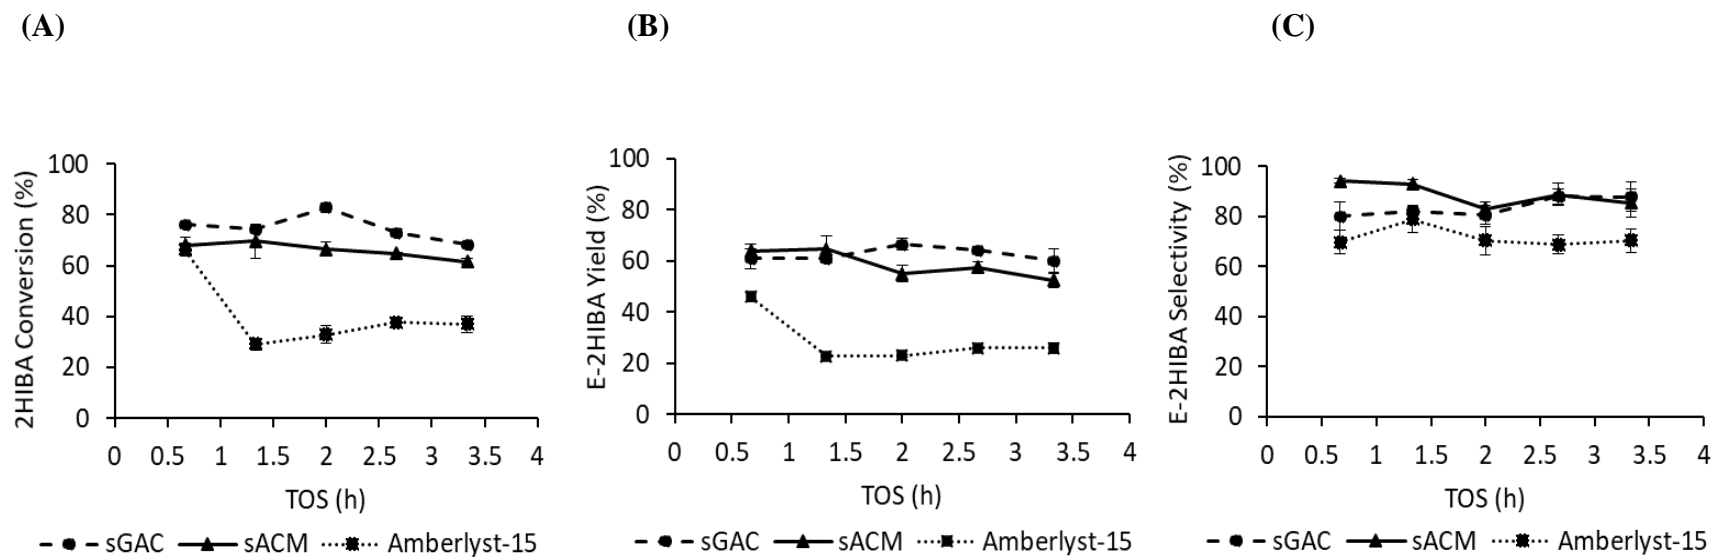 (A)
2HIBA Conversion (%)
100
80
60
40
20
0
0 0.5 1 1.5 2 2.5 3 3.5 4
TOS (h)
sGAC sACM Amberlyst-15
(B)
E-2HIBA Yield (%)
100
80
60
40
20
0
0 0.5 1 1.5 2 2.5 3 3.5 4
TOS (h)
sGAC sACM Amberlyst-15
(C)
E-2HIBA Selectivity (%)
100
80
60
40
20
0
0 0.5 1 1.5 2 2.5 3 3.5 4
TOS (h)
sGAC sACM Amberlyst-15